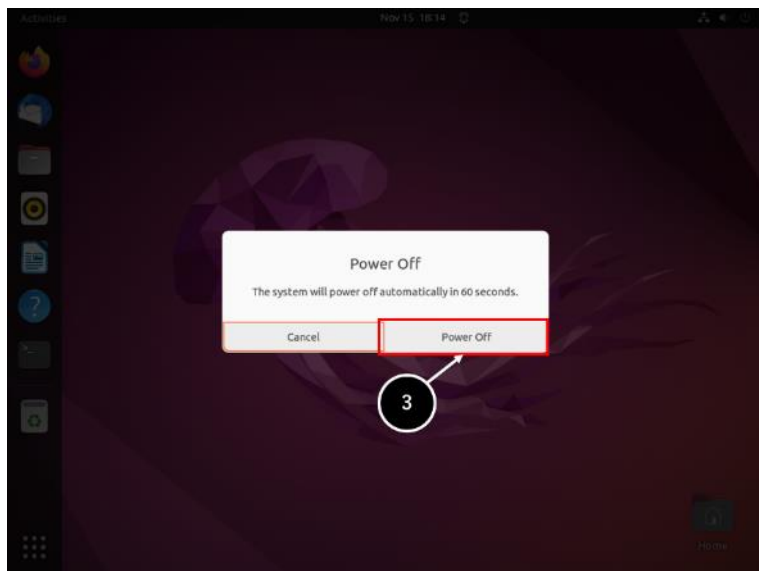 Activities
Nov 15 18:14
Power Off
The system will power off automatically in 60 seconds.
Cancel
Power Off
3
Home